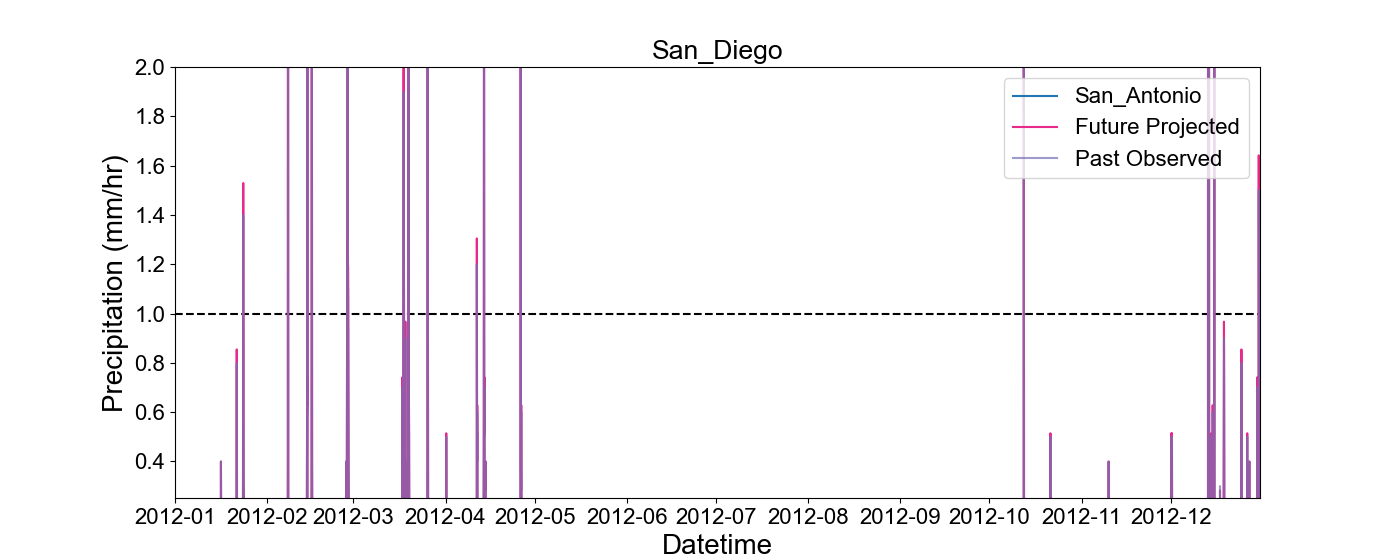 San_Diego
Precipitation (mm/hr)
2.0
1.8
1.6
1.4
1.2
1.0
0.8
0.6
0.4
San_Antonio
Future Projected
Past Observed
2012-01 2012-02 2012-03 2012-04 2012-05 2012-06 2012-07 2012-08 2012-09 2012-10 2012-11 2012-12
Datetime